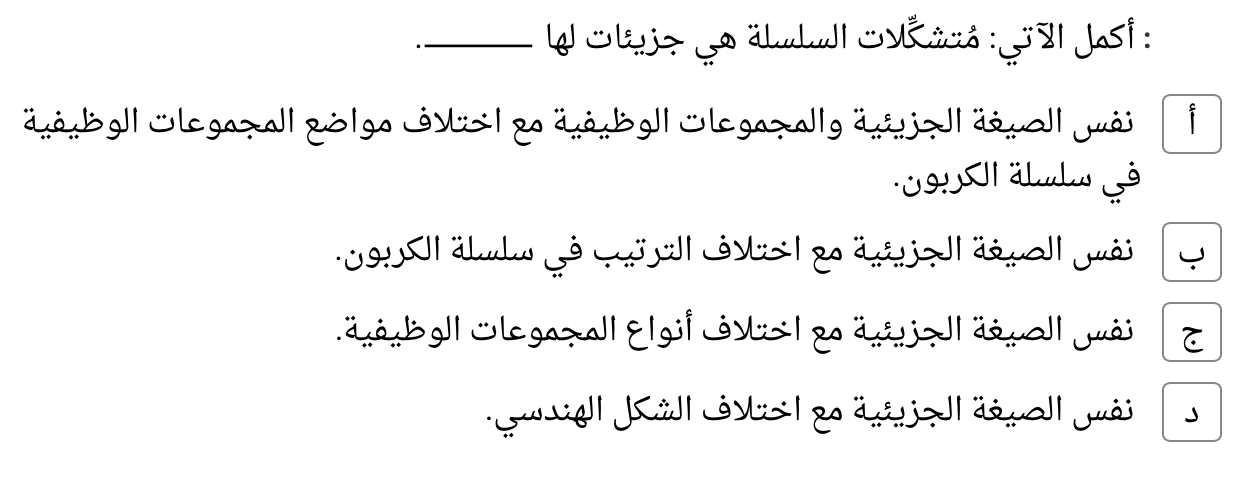 : أكمل الآتي: مُتشكِّلات السلسلة هي جزيئات لها ــــــــــــ.
أ نفس الصيغة الجزيئية والمجموعات الوظيفية مع اختلاف مواضع المجموعات الوظيفية
في سلسلة الكربون.
ب نفس الصيغة الجزيئية مع اختلاف الترتيب في سلسلة الكربون.
ج نفس الصيغة الجزيئية مع اختلاف أنواع المجموعات الوظيفية.
د نفس الصيغة الجزيئية مع اختلاف الشكل الهندسي.